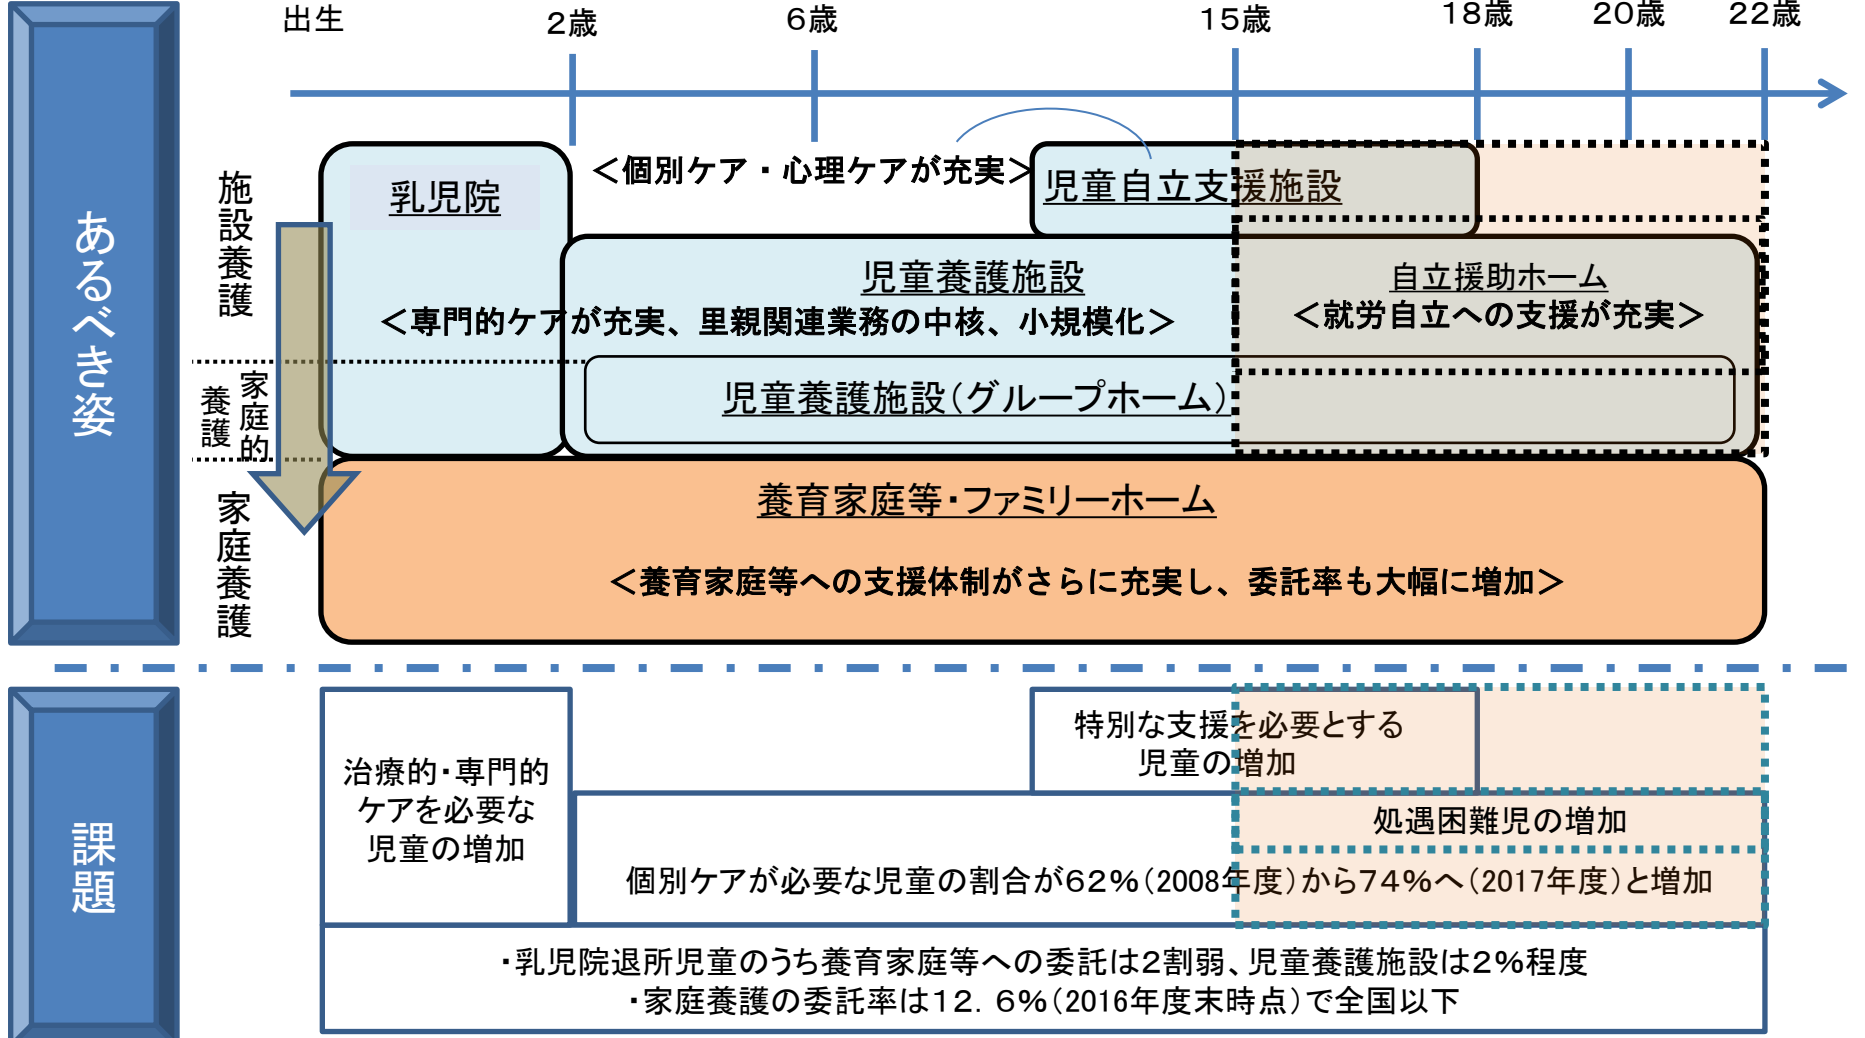 出生
2歳
6歳
15歳
18歳
20歳
22歳
あるべき姿
施設養護
家庭的
養護
家庭養護
乳児院
＜個別ケア・心理ケアが充実＞
児童自立支援施設
児童養護施設
＜専門的ケアが充実、里親関連業務の中核、小規模化＞
自立援助ホーム
＜就労自立への支援が充実＞
児童養護施設（グループホーム）
養育家庭等・ファミリーホーム
＜養育家庭等への支援体制がさらに充実し、委託率も大幅に増加＞
課題
治療的・専門的
ケアを必要な
児童の増加
特別な支援を必要とする
児童の増加
処遇困難児の増加
個別ケアが必要な児童の割合が６２％（2008年度）から７４％へ（2017年度）と増加
・乳児院退所児童のうち養育家庭等への委託は２割弱、児童養護施設は２％程度
・家庭養護の委託率は１２．６％（2016年度末時点）で全国以下